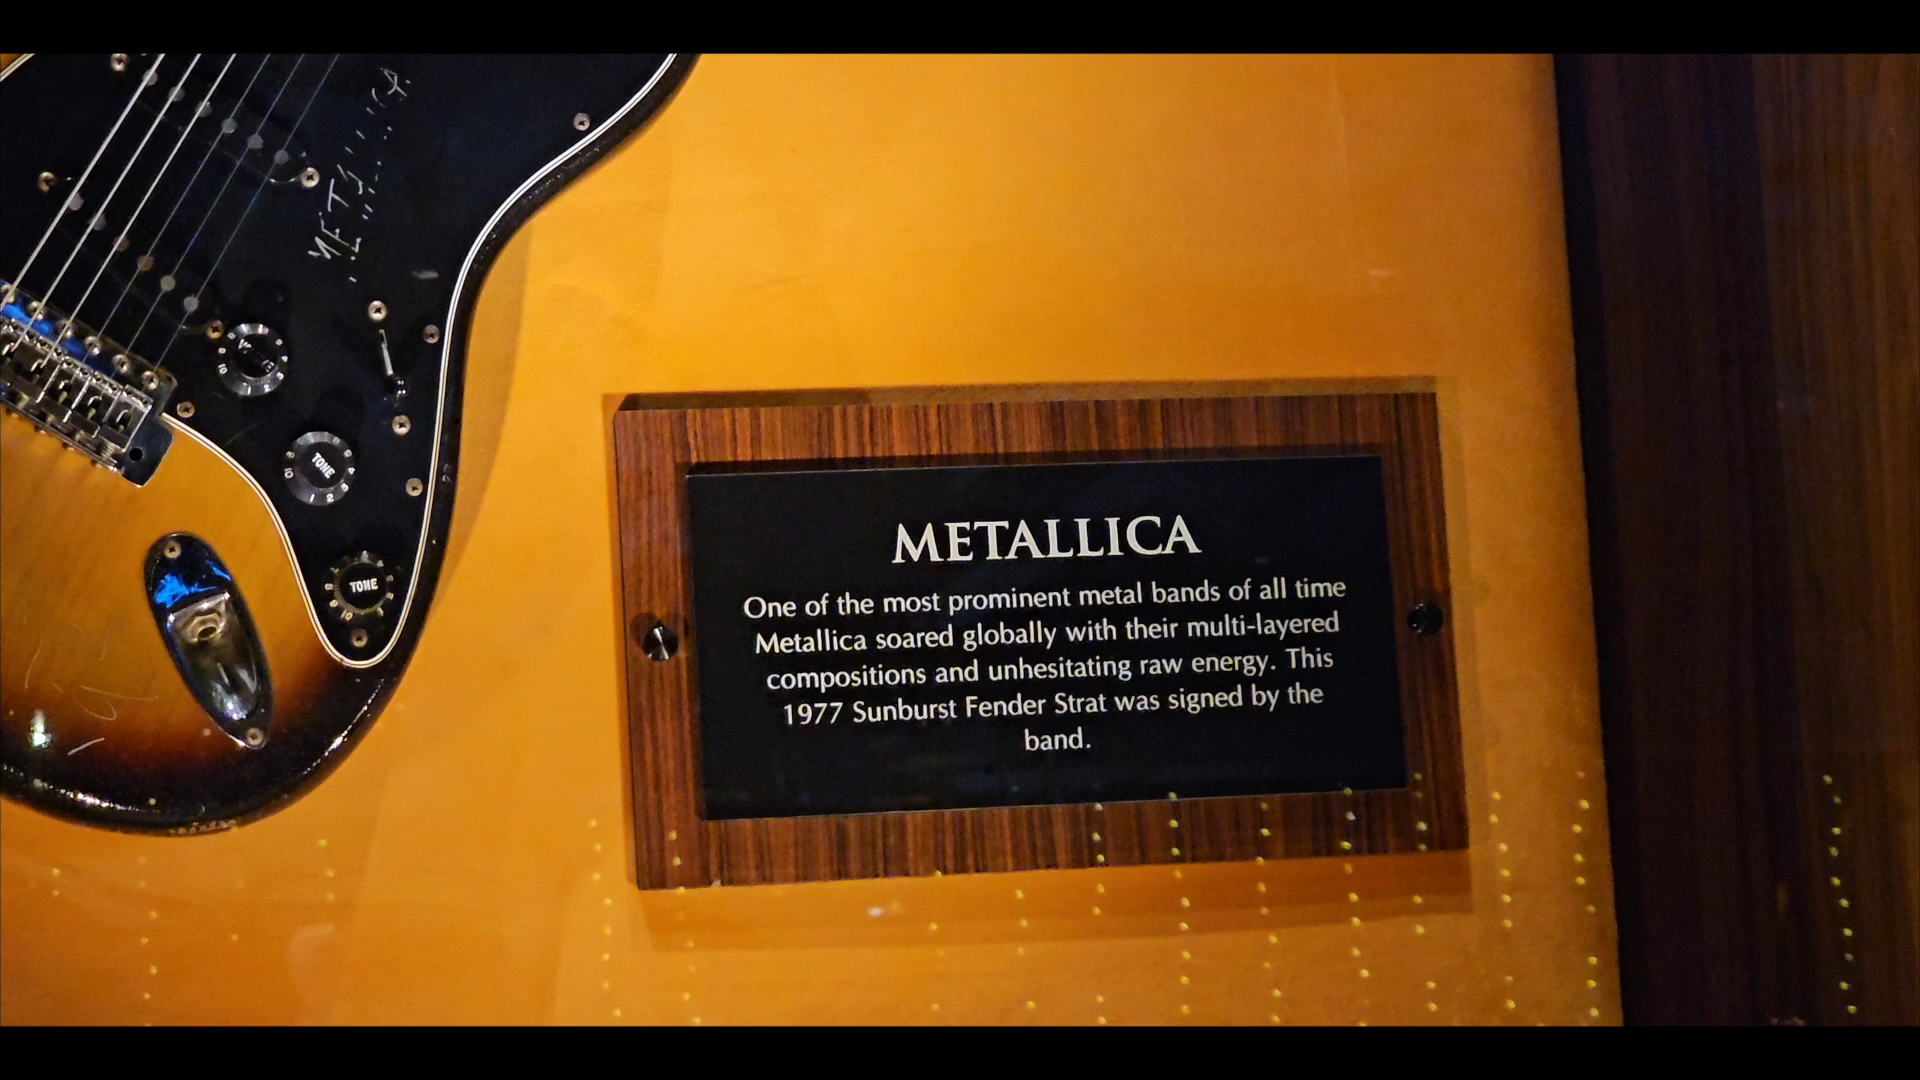 METALLICA
TONE
TONE
METALLICA
One of the most prominent metal bands of all time
Metallica soared globally with their multi-layered
compositions and unhesitating raw energy. This
1977 Sunburst Fender Strat was signed by the
band.